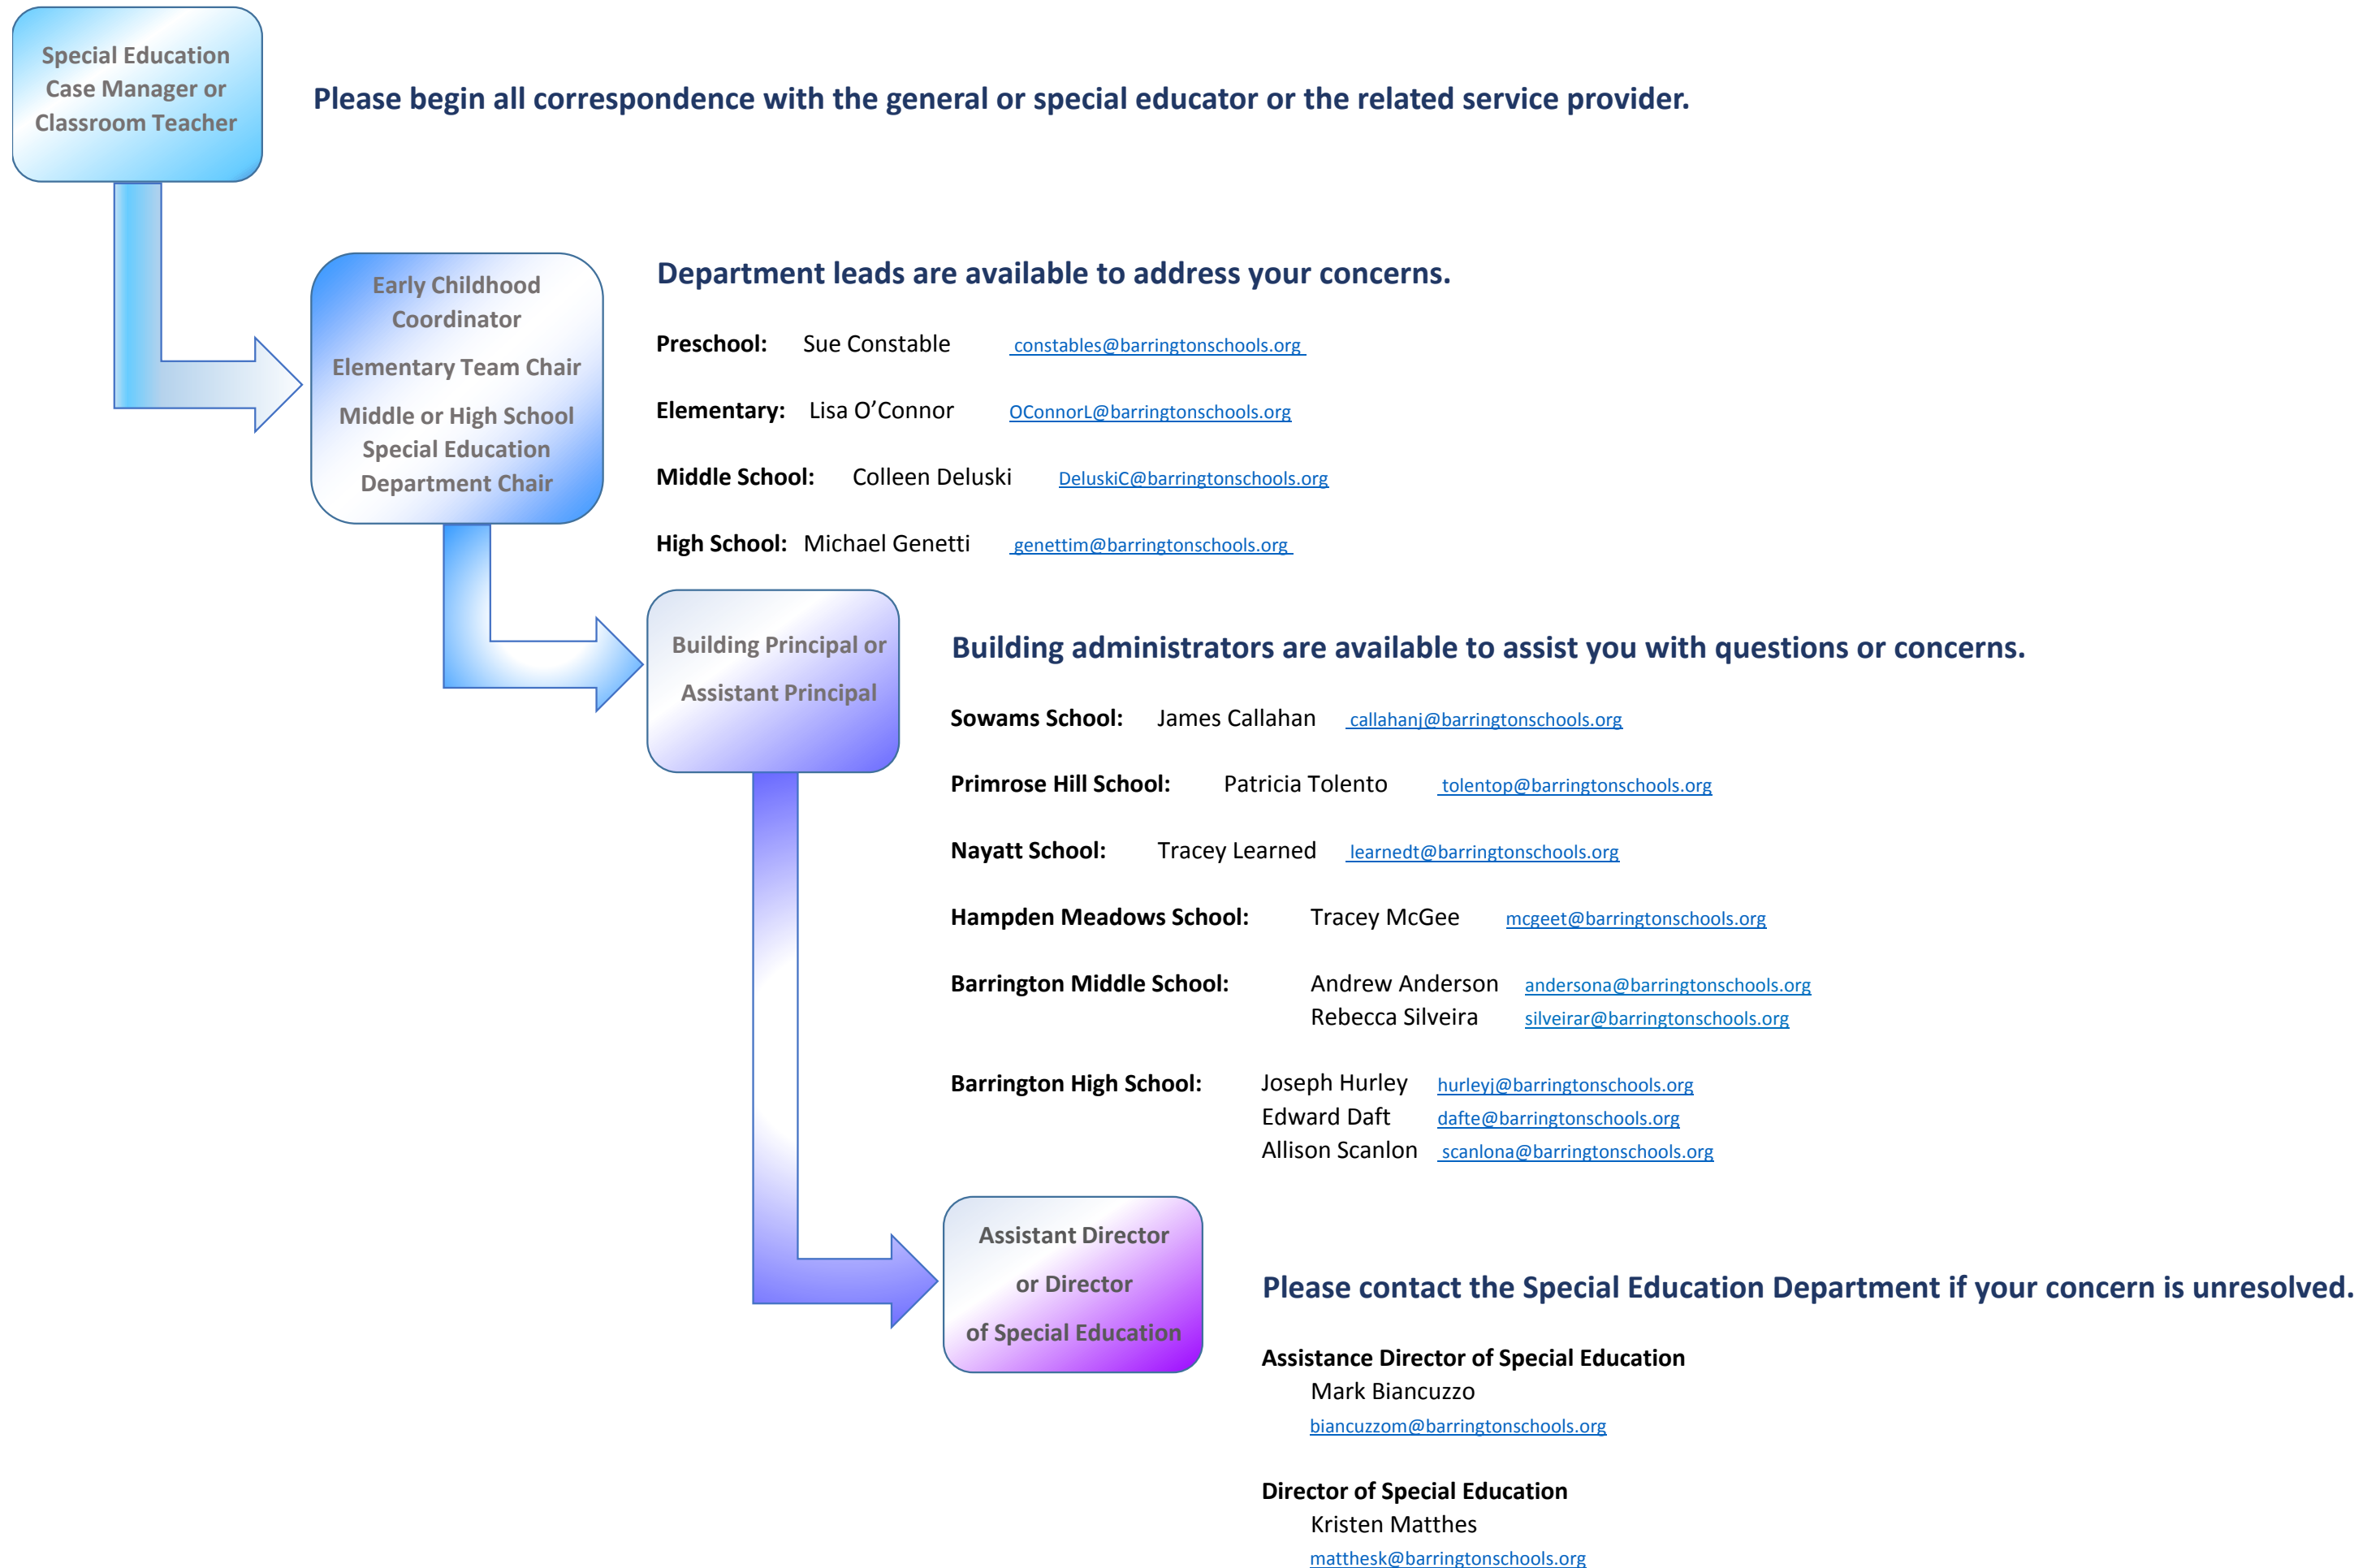 Special Education
Case Manager or
Classroom Teacher
Please begin all correspondence with the general or special educator or the related service provider.
Early Childhood
Coordinator
Elementary Team Chair
Middle or High School
Special Education
Department Chair
Department leads are available to address your concerns.
Preschool: Sue Constable constables@barringtonschools.org
Elementary: Lisa O’Connor OConnorL@barringtonschools.org
Middle School: Colleen Deluski DeluskiC@barringtonschools.org
High School: Michael Genetti genettim@barringtonschools.org
Building Principal or
Assistant Principal
Building administrators are available to assist you with questions or concerns.
Sowams School: James Callahan callahanj@barringtonschools.org
Primrose Hill School: Patricia Tolento tolentop@barringtonschools.org
Nayatt School: Tracey Learned learnedt@barringtonschools.org
Hampden Meadows School: Tracey McGee mcgeet@barringtonschools.org
Barrington Middle School: Andrew Anderson andersona@barringtonschools.org
Rebecca Silveira silveirar@barringtonschools.org
Barrington High School: Joseph Hurley hurleyj@barringtonschools.org
Edward Daft dafte@barringtonschools.org
Allison Scanlon scanlona@barringtonschools.org
Assistant Director
or Director
of Special Education
Please contact the Special Education Department if your concern is unresolved.
Assistance Director of Special Education
Mark Biancuzzo
biancuzzom@barringtonschools.org
Director of Special Education
Kristen Matthes
matthesk@barringtonschools.org